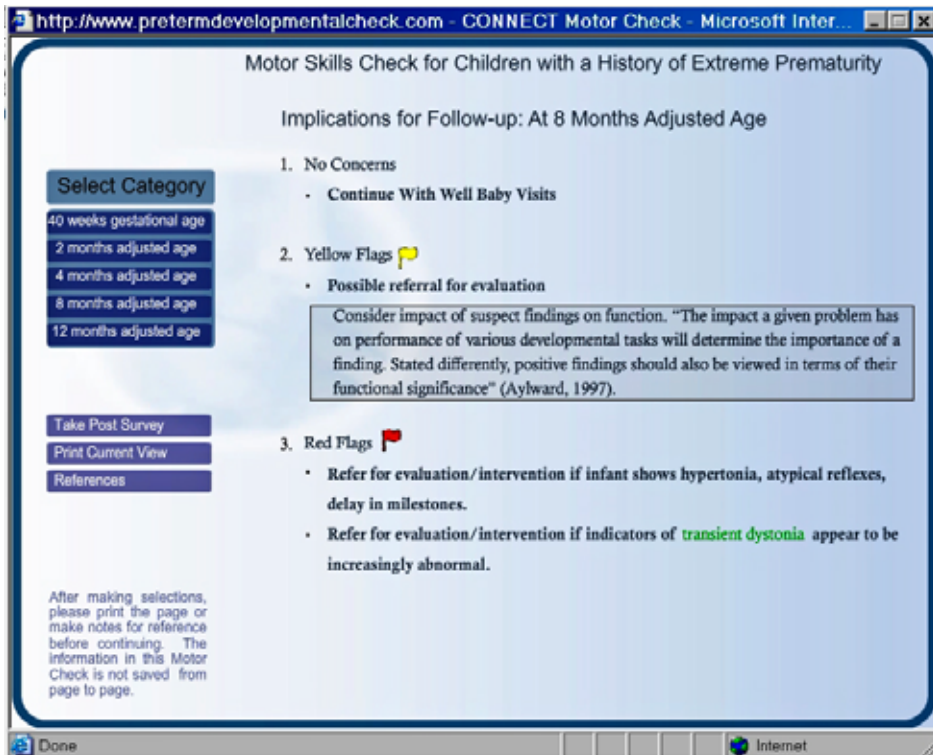 http://www.pretermdevelopmentalcheck.com - CONNECT Motor Check - Microsoft Inter...
Motor Skills Check for Children with a History of Extreme Prematurity
Implications for Follow-up: At 8 Months Adjusted Age
Select Category
40 weeks gestational age
2 months adjusted age
4 months adjusted age
8 months adjusted age
12 months adjusted age
Take Post Survey
Print Current View
References
After making selections,
please print the page or
make notes for reference
before continuing. The
information in this Motor
Check is not saved from
page to page.
1. No Concerns
• Continue With Well Baby Visits
2. Yellow Flags
• Possible referral for evaluation
Consider impact of suspect findings on function. “The impact a given problem has
on performance of various developmental tasks will determine the importance of a
finding. Stated differently, positive findings should also be viewed in terms of their
functional significance” (Aylward, 1997).
3. Red Flags
• Refer for evaluation/intervention if infant shows hypertonia, atypical reflexes,
delay in milestones.
• Refer for evaluation/intervention if indicators of transient dystonia appear to be
increasingly abnormal.
Done
Internet